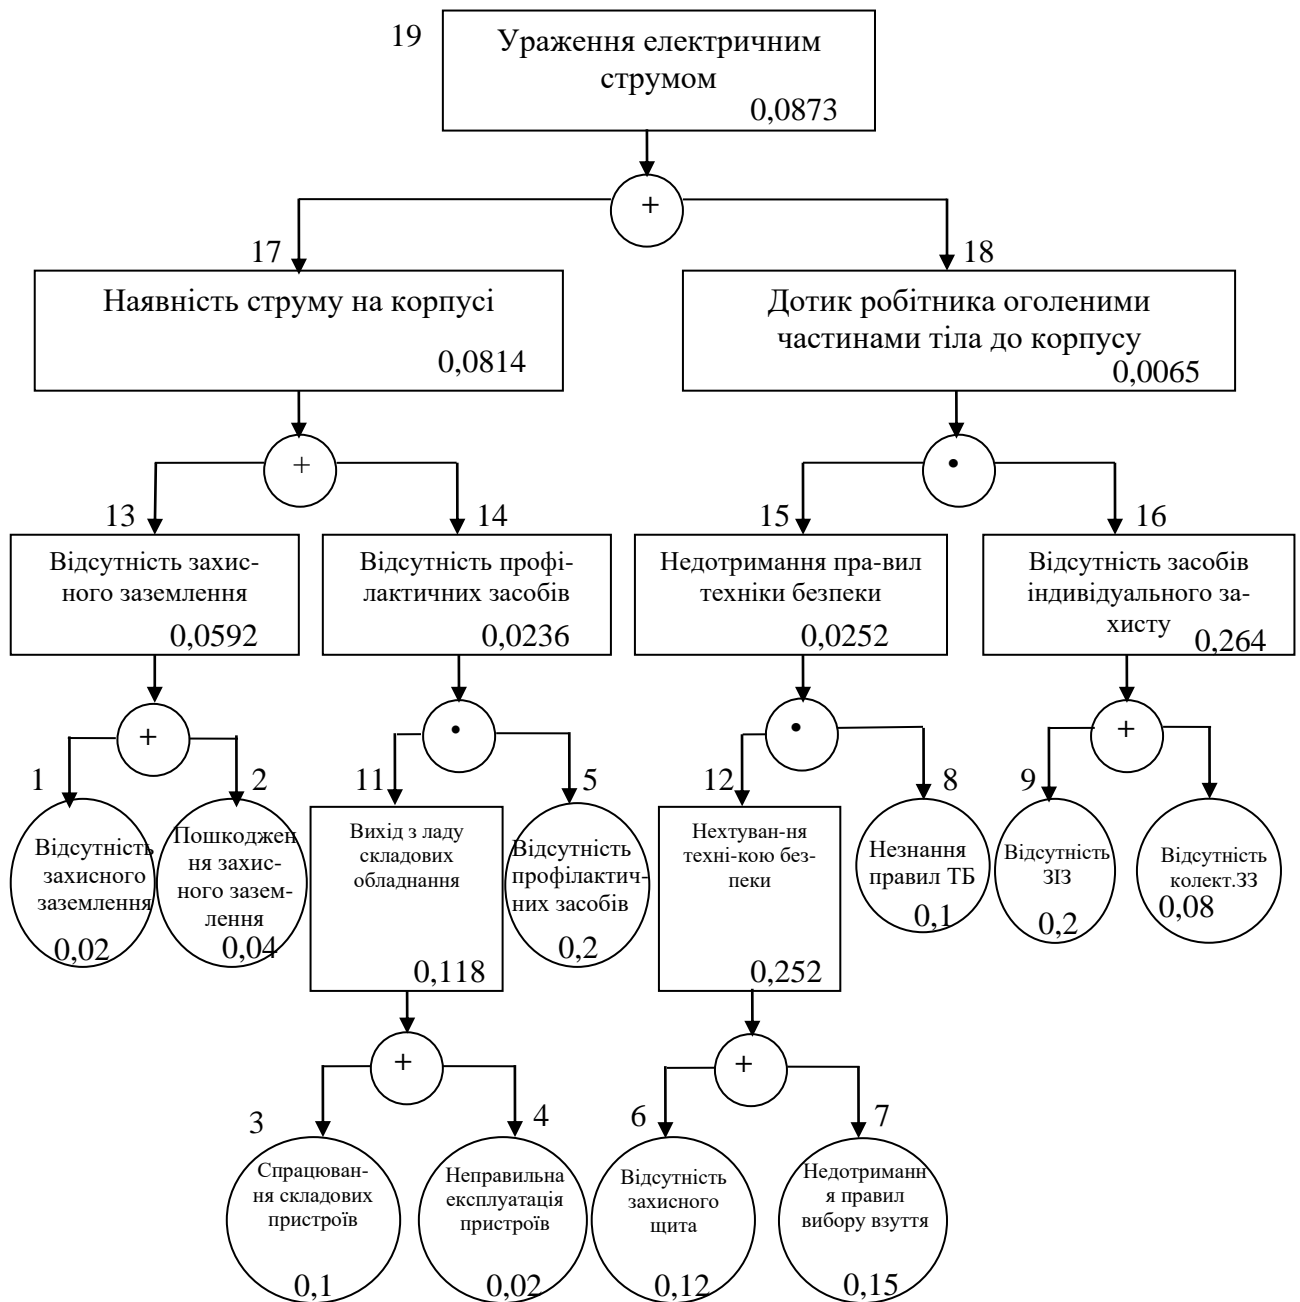 19
Ураження електричним
струмом
0,0873
+
17
18
Наявність струму на корпусі
0,0814
Дотик робітника оголеними
частинами тіла до корпусу
0,0065
+
•
13
14
15
16
Відсутність захис-
ного заземлення
0,0592
Відсутність профі-
лактичних засобів
0,0236
Недотримання пра-вил
техніки безпеки
0,0252
Відсутність засобів
індивідуального за-
хисту
0,264
+
•
•
+
1
2
11
5
12
8
9
Відсутність
захисного
заземлення
0,02
Пошкоджен
ня захис-
ного зазем-
лення
0,04
Вихід з ладу
складових
обладнання
0,118
Відсутність
профілактич-
них засобів
0,2
Нехтуван-ня
техні-кою без-
пеки
0,252
Незнання
правил ТБ
0,1
Відсутність
ЗІЗ
0,2
Відсутність
колект.ЗЗ
0,08
+
+
3
4
6
7
Спрацюван-
ня складових
пристроїв
0,1
Неправильна
експлуатація
пристроїв
0,02
Відсутність
захисного
щита
0,12
Недотриманн
я правил
вибору взуття
0,15